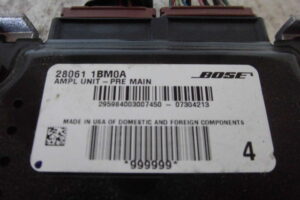 28061 1BM0A
BOSE
AMPL UNIT - PRE MAIN
295984003007450 - 07304213
MADE IN USA OF DOMESTIC AND FOREIGN COMPONENTS
4
*999999*